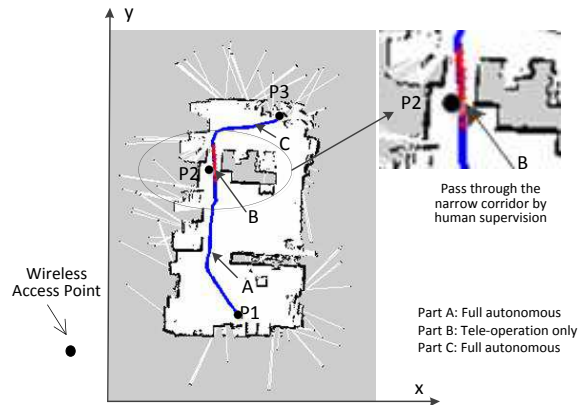 y
P3
P2
C
B
P2
B
Pass through the
narrow corridor by
human supervision
A
Wireless
Access Point
P1
Part A: Full autonomous
Part B: Tele-operation only
Part C: Full autonomous
x